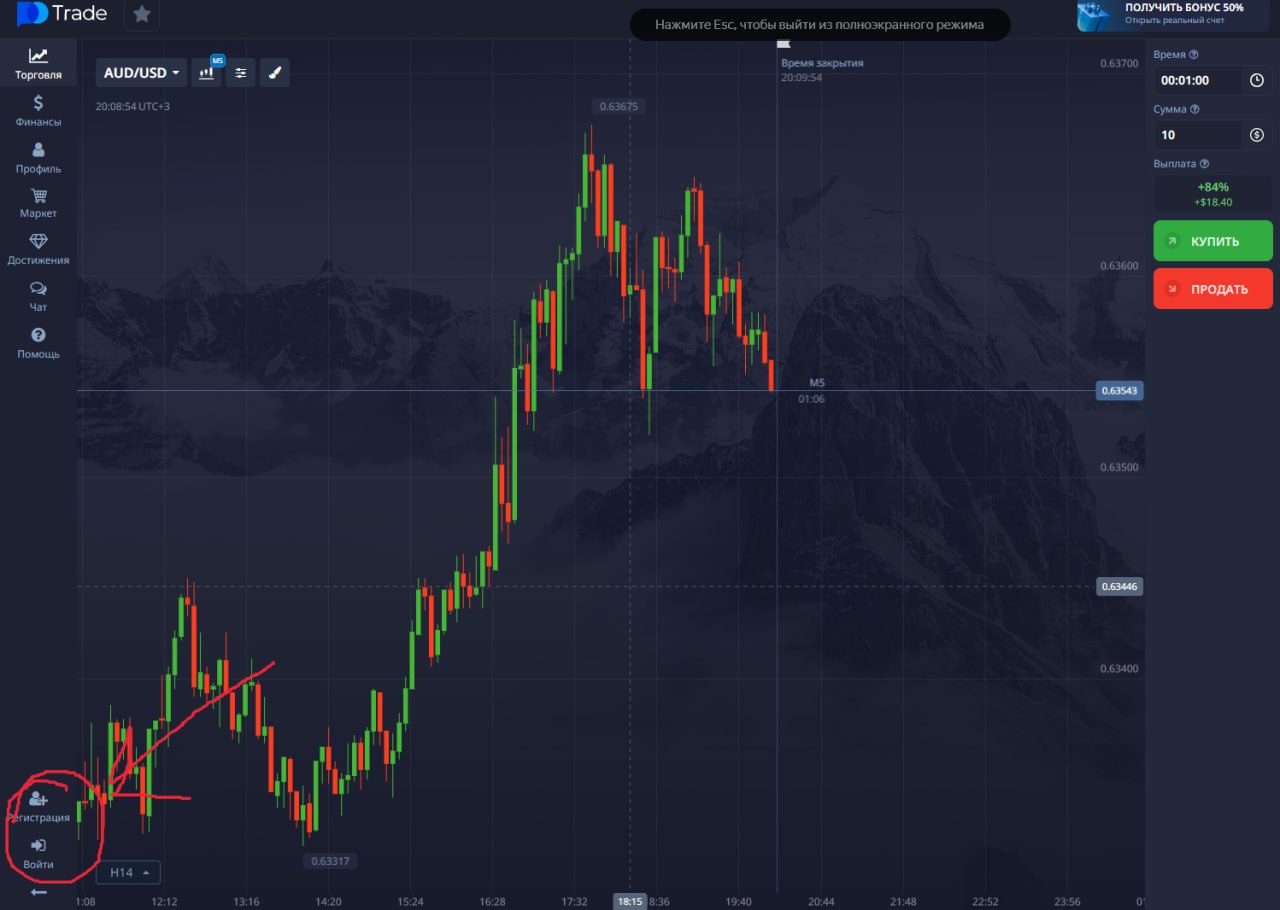 Trade
Нажмите Esc, чтобы выйти из полноэкранного режима
ПОЛУЧИТЬ БОНУС 50%
Открыть реальный счет
Торговля
Финансы
Профиль
Маркет
Достижения
Чат
Помощь
Регистрация
Войти
AUD/USD
M5
20:08:54 UTC+3
Время закрытия
20:09:54
0.63675
0.63317
M5
01:06
H14
0.63700
0.63600
0.63543
0.63500
0.63446
0.63400
1:08
12:12
13:16
14:20
15:24
16:28
17:32
18:15
8:36
19:40
20:44
21:48
22:52
23:56
Время
00:01:00
Сумма
10
Выплата
+84%
+$18.40
КУПИТЬ
ПРОДАТЬ